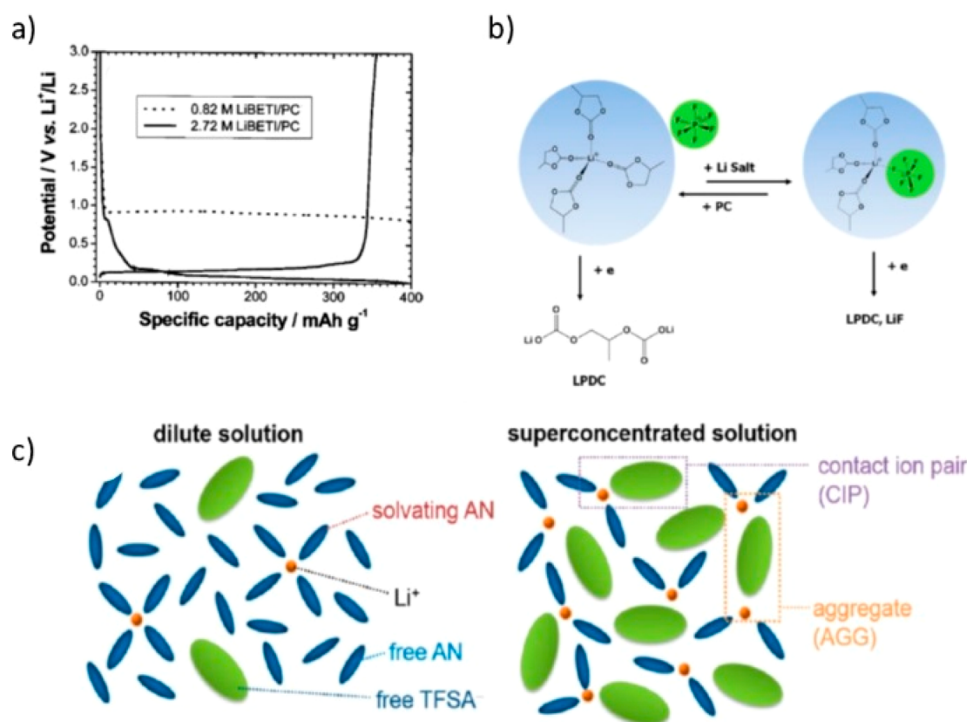 a)
Potential / V vs. Li⁺/Li
3.0
2.5
2.0
1.5
1.0
0.5
0.0
0.82 M LiBETI/PC
2.72 M LiBETI/PC
0
100
200
300
400
Specific capacity / mAh g⁻¹
b)
+ Li Salt
+ PC
+ e
+ e
LPDC, LiF
LPDC
c)
dilute solution
solvating AN
Li⁺
free AN
free TFSA⁻
superconcentrated solution
contact ion pair
(CIP)
aggregate
(AGG)